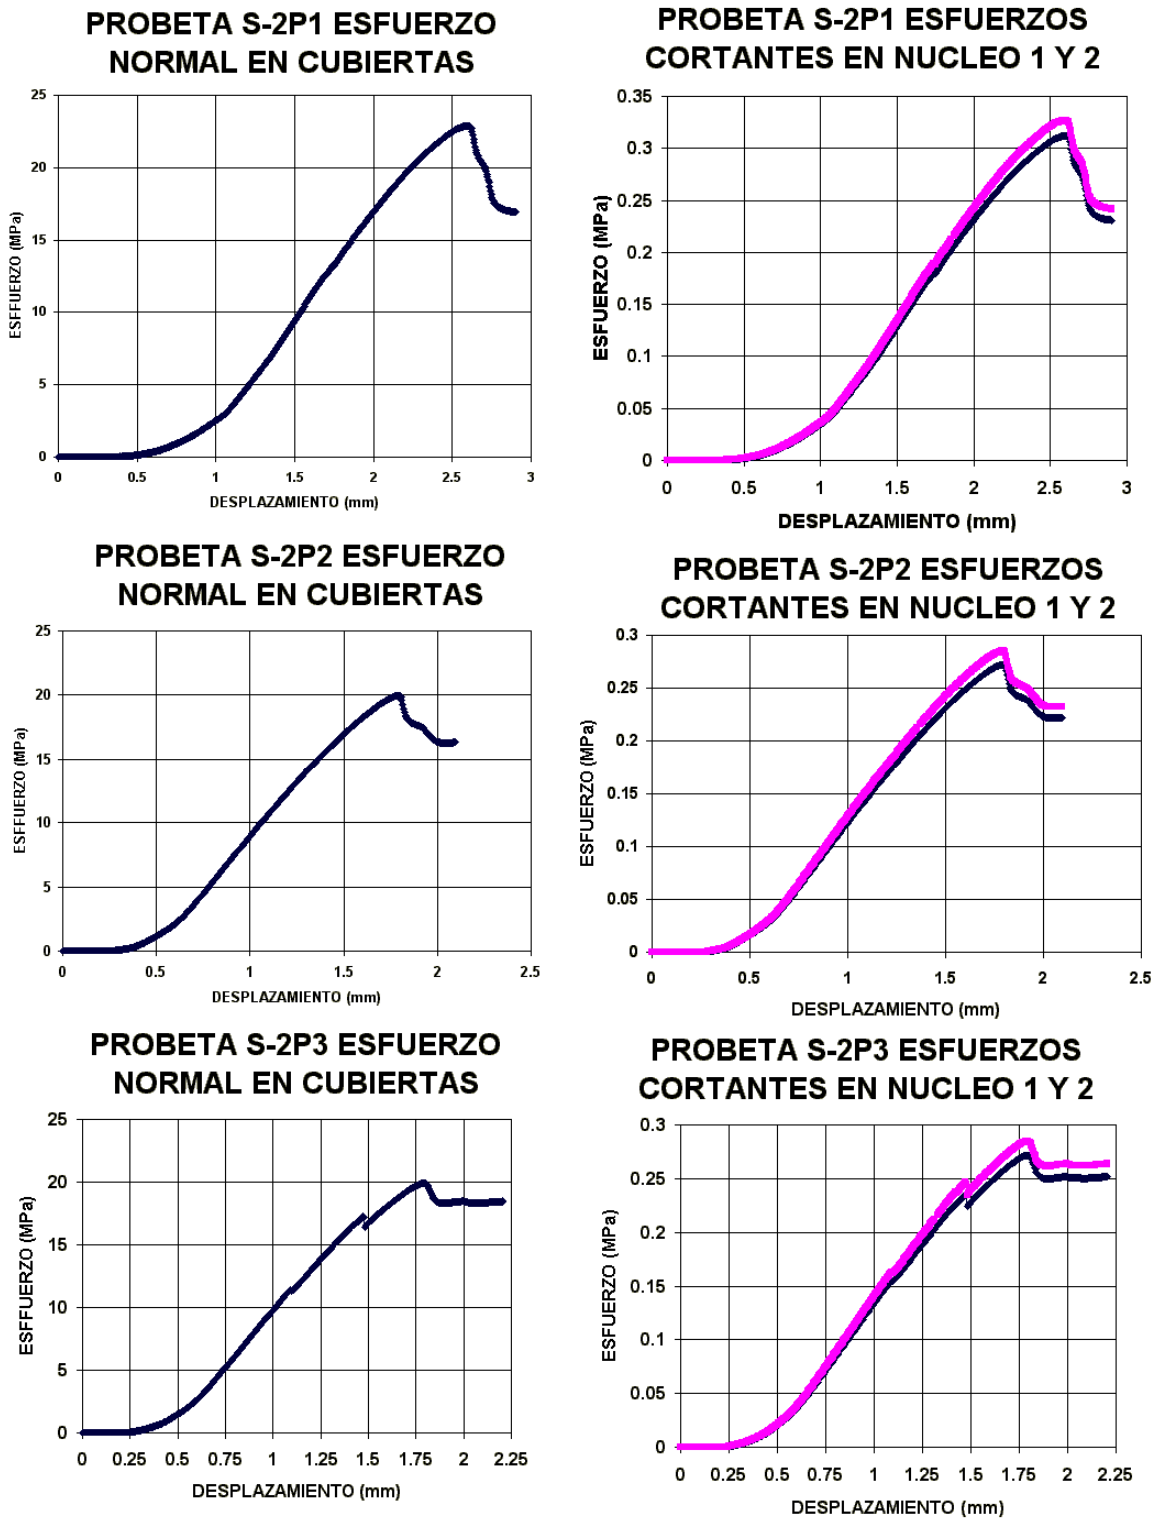 PROBETA S-2P1 ESFUERZO
NORMAL EN CUBIERTAS
25
20
15
10
5
0
ESFFUERZO (MPa)
0 0.5 1 1.5 2 2.5 3
DESPLAZAMIENTO (mm)
PROBETA S-2P1 ESFUERZOS
CORTANTES EN NUCLEO 1 Y 2
0.35
0.3
0.25
0.2
0.15
0.1
0.05
0
ESFUERZO (MPa)
0 0.5 1 1.5 2 2.5 3
DESPLAZAMIENTO (mm)
PROBETA S-2P2 ESFUERZO
NORMAL EN CUBIERTAS
25
20
15
10
5
0
ESFFUERZO (MPa)
0 0.5 1 1.5 2 2.5
DESPLAZAMIENTO (mm)
PROBETA S-2P2 ESFUERZOS
CORTANTES EN NUCLEO 1 Y 2
0.3
0.25
0.2
0.15
0.1
0.05
0
ESFUERZO (MPa)
0 0.5 1 1.5 2 2.5
DESPLAZAMIENTO (mm)
PROBETA S-2P3 ESFUERZO
NORMAL EN CUBIERTAS
25
20
15
10
5
0
ESFFUERZO (MPa)
0 0.25 0.5 0.75 1 1.25 1.5 1.75 2 2.25
DESPLAZAMIENTO (mm)
PROBETA S-2P3 ESFUERZOS
CORTANTES EN NUCLEO 1 Y 2
0.3
0.25
0.2
0.15
0.1
0.05
0
ESFUERZO (MPa)
0 0.25 0.5 0.75 1 1.25 1.5 1.75 2 2.25
DESPLAZAMIENTO (mm)